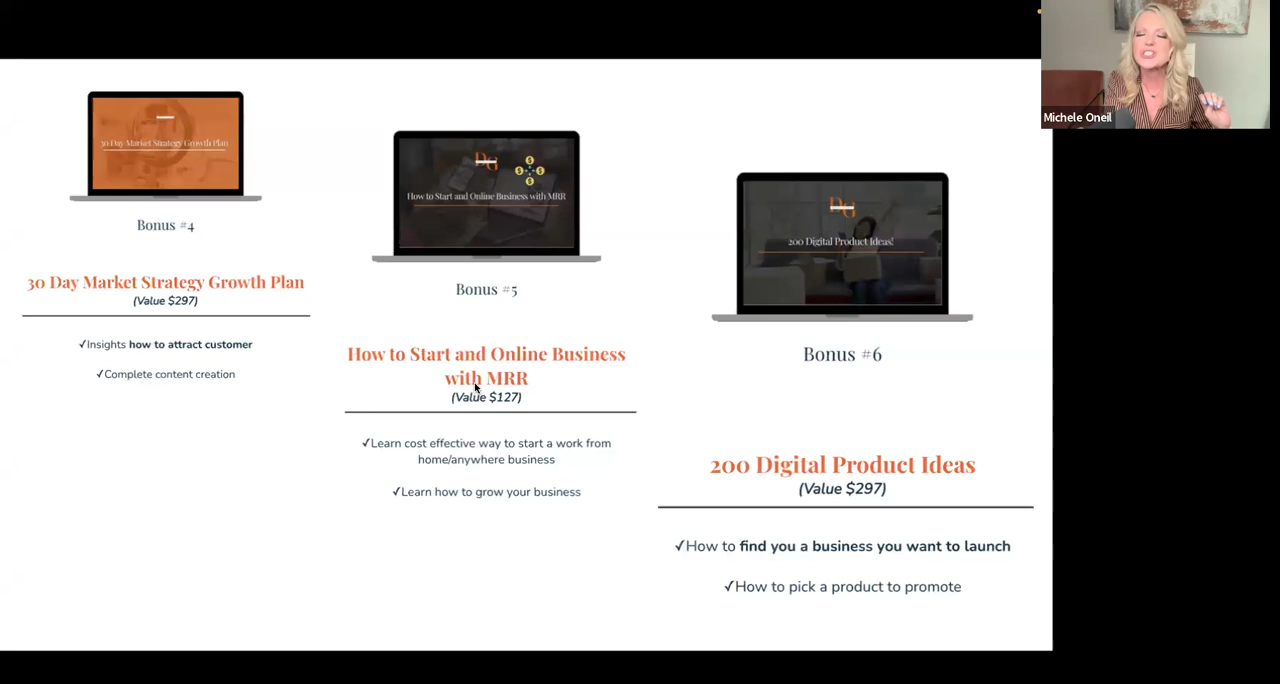 Michele Oneil
30 Day Market Strategy Growth Plan
Bonus #4
30 Day Market Strategy Growth Plan
(Value $297)
✓Insights how to attract customer
✓Complete content creation
DG
How to Start and Online Business with MRR
Bonus #5
How to Start and Online Business
with MRR
(Value $127)
✓Learn cost effective way to start a work from
home/anywhere business
✓Learn how to grow your business
DG
200 Digital Product Ideas!
Bonus #6
200 Digital Product Ideas
(Value $297)
✓How to find you a business you want to launch
✓How to pick a product to promote